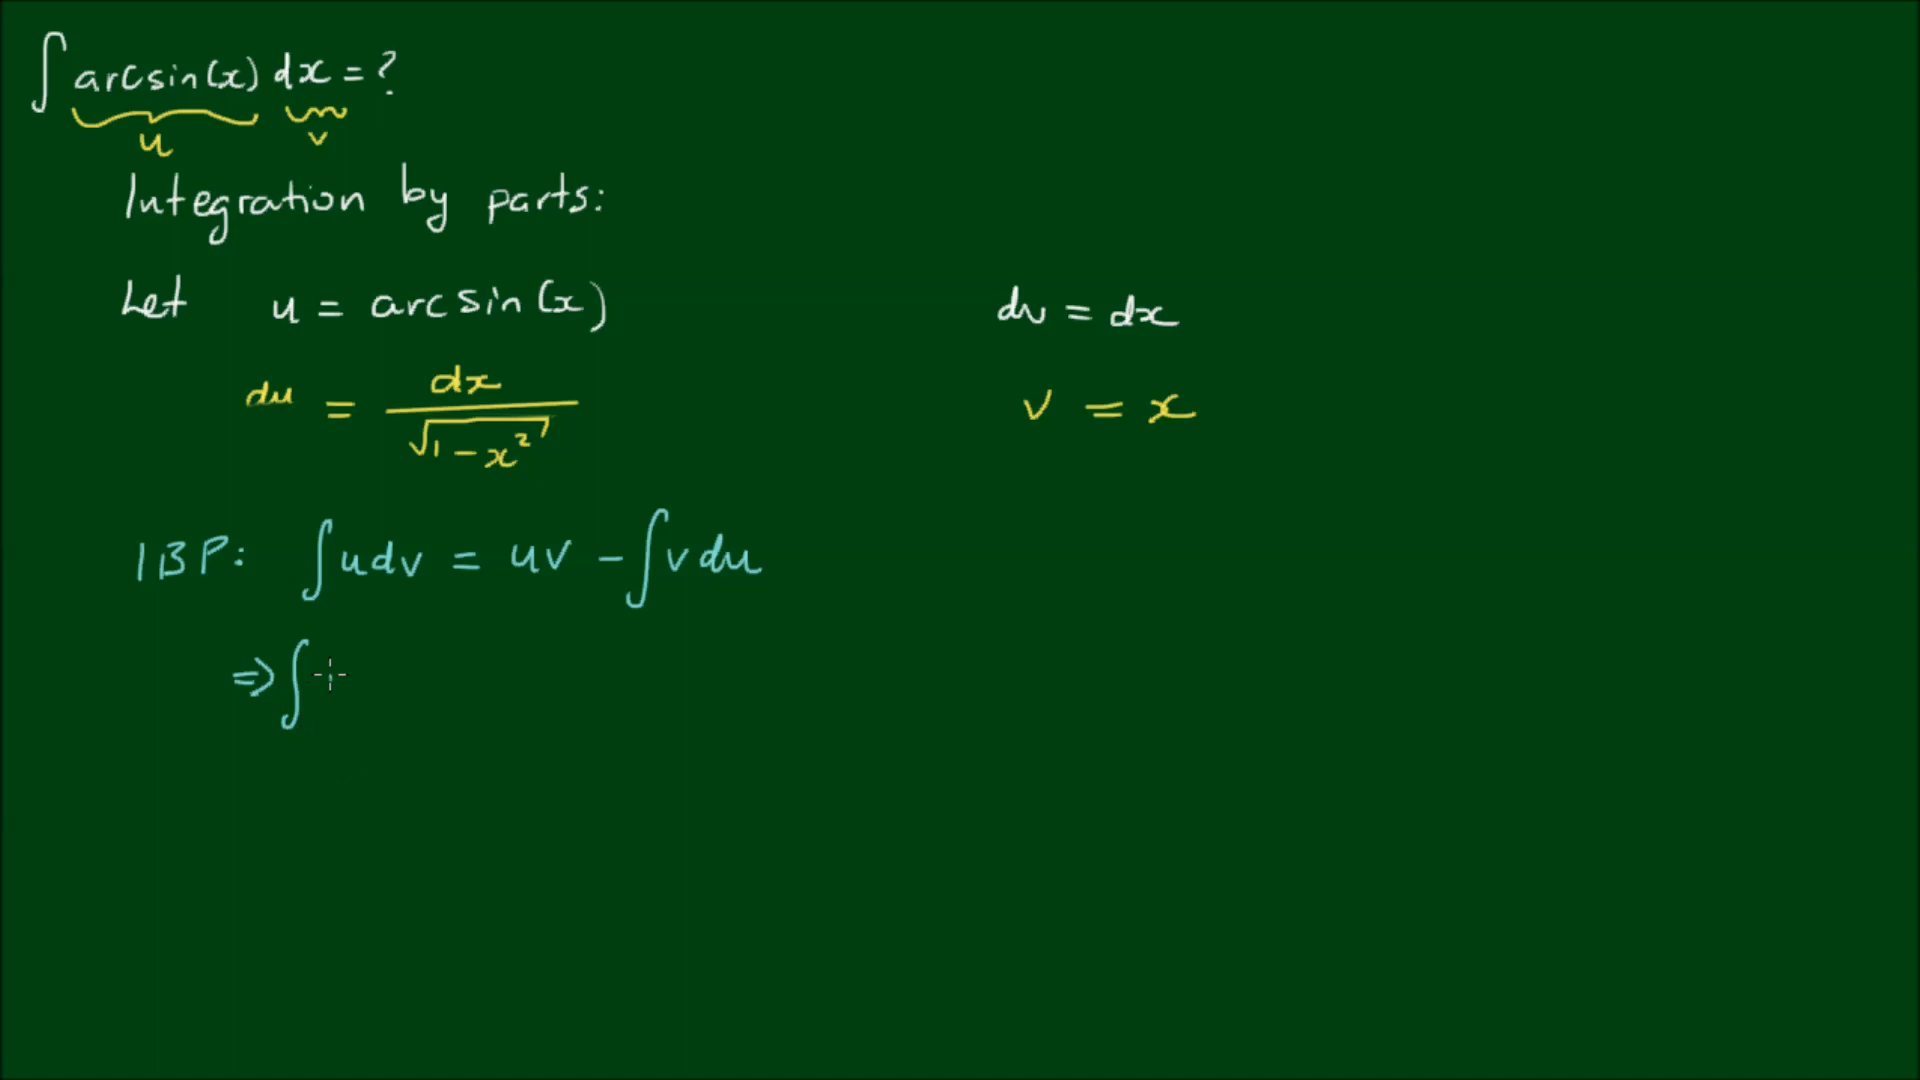 ∫ arcsin(x) dx = ?
u v
Integration by parts:
Let u = arcsin(x) dv = dx
du = dx / √(1 - x²) v = x
IBP: ∫ u dv = uv - ∫ v du
⇒ ∫